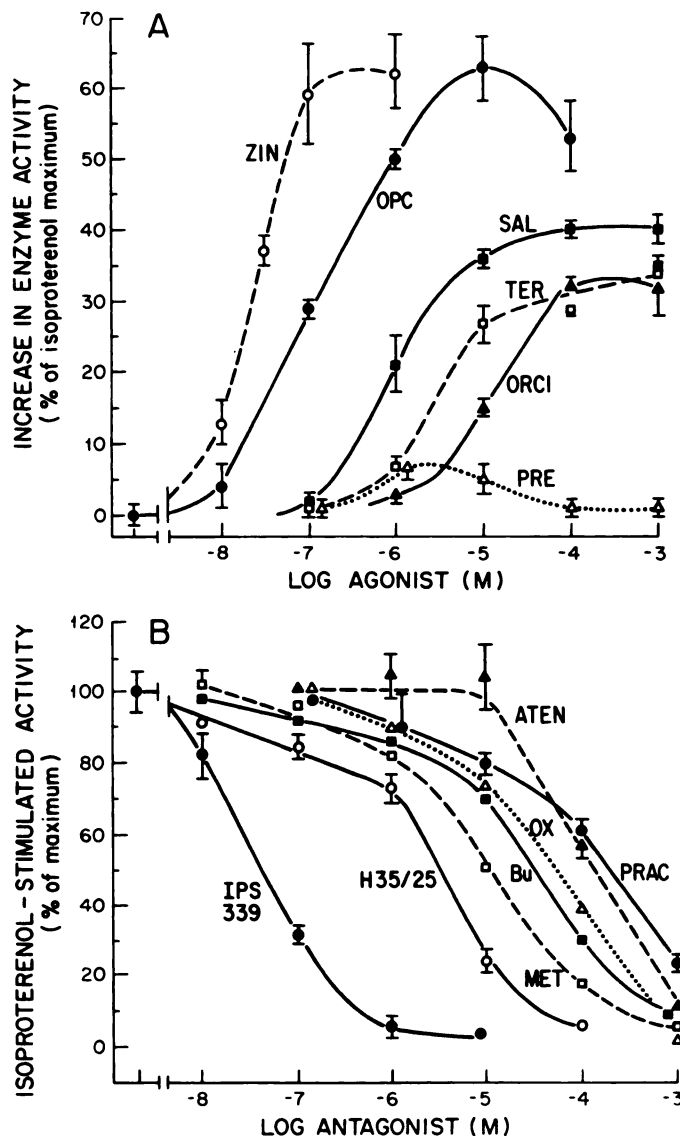 A
INCREASE IN ENZYME ACTIVITY
(% of isoproterenol maximum)
70
60
50
40
30
20
10
0
ZIN
OPC
SAL
TER
ORCI
PRE
-8
-7
-6
-5
-4
-3
LOG AGONIST (M)
B
ISOPROTERENOL-STIMULATED ACTIVITY
(% of maximum)
120
100
80
60
40
20
0
ATEN
OX
PRAC
Bu
H35/25
IPS
339
MET
-8
-7
-6
-5
-4
-3
LOG ANTAGONIST (M)